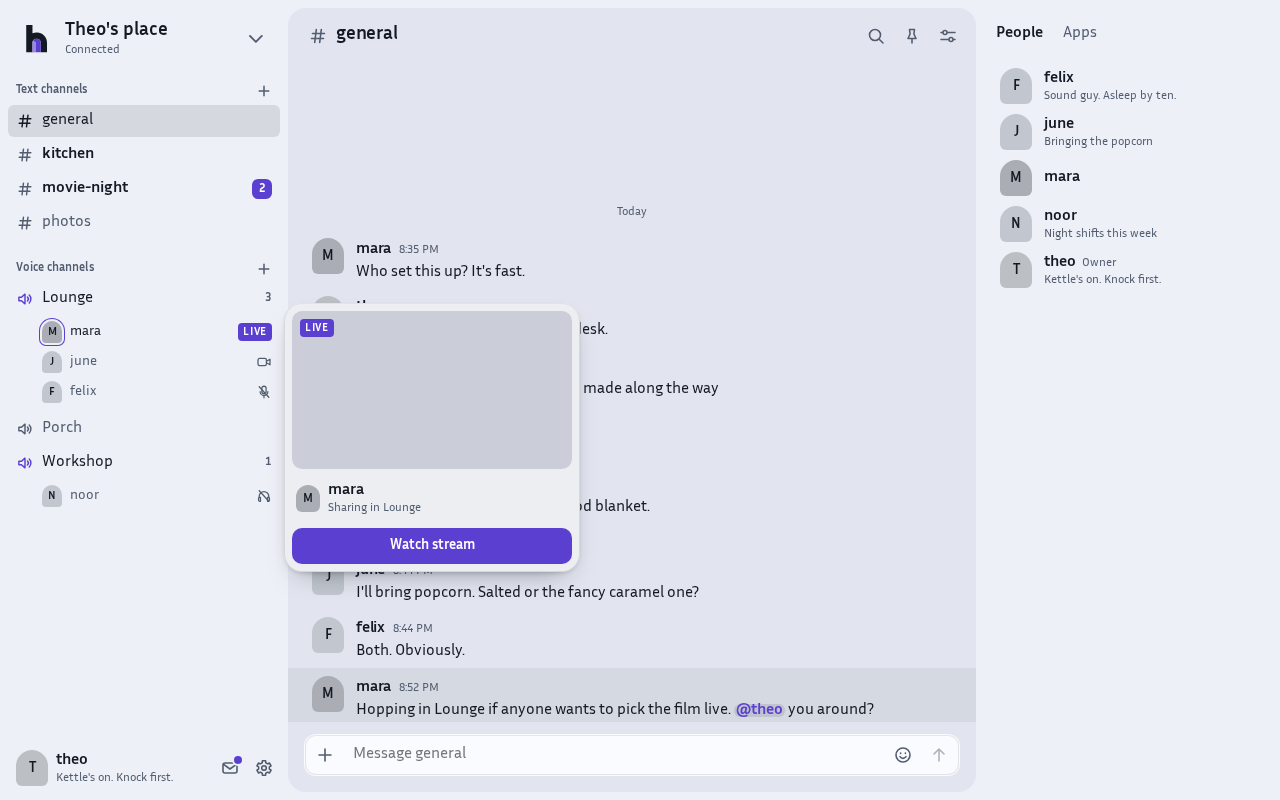 Theo's place
Connected
Text channels
general
kitchen
movie-night
2
photos
Voice channels
Lounge
3
M
mara
LIVE
J
june
F
felix
Porch
Workshop
1
N
noor
T
theo
Kettle's on. Knock first.
general
Today
M
mara 8:35 PM
Who set this up? It's fast.
desk.
made along the way
blanket.
LIVE
M
mara
Sharing in Lounge
Watch stream
I'll bring popcorn. Salted or the fancy caramel one?
F
felix 8:44 PM
Both. Obviously.
M
mara 8:52 PM
Hopping in Lounge if anyone wants to pick the film live. @theo you around?
Message general
People Apps
F
felix
Sound guy. Asleep by ten.
J
june
Bringing the popcorn
M
mara
N
noor
Night shifts this week
T
theo Owner
Kettle's on. Knock first.